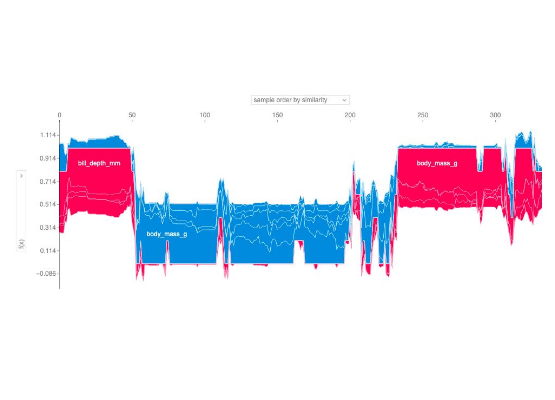 sample order by similarity
0 50 100 150 200 250 300
1.114
0.914
0.714
0.514
0.314
0.114
−0.086
f(x)
bill_depth_mm
body_mass_g
body_mass_g